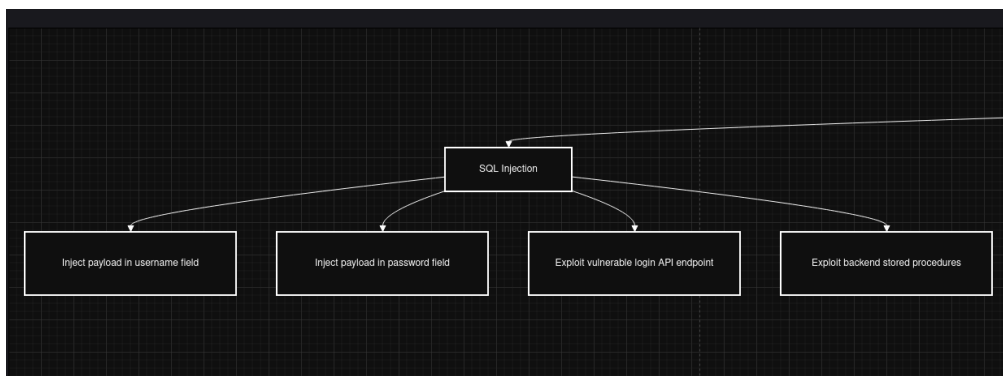 SQL Injection
Inject payload in username field
Inject payload in password field
Exploit vulnerable login API endpoint
Exploit backend stored procedures